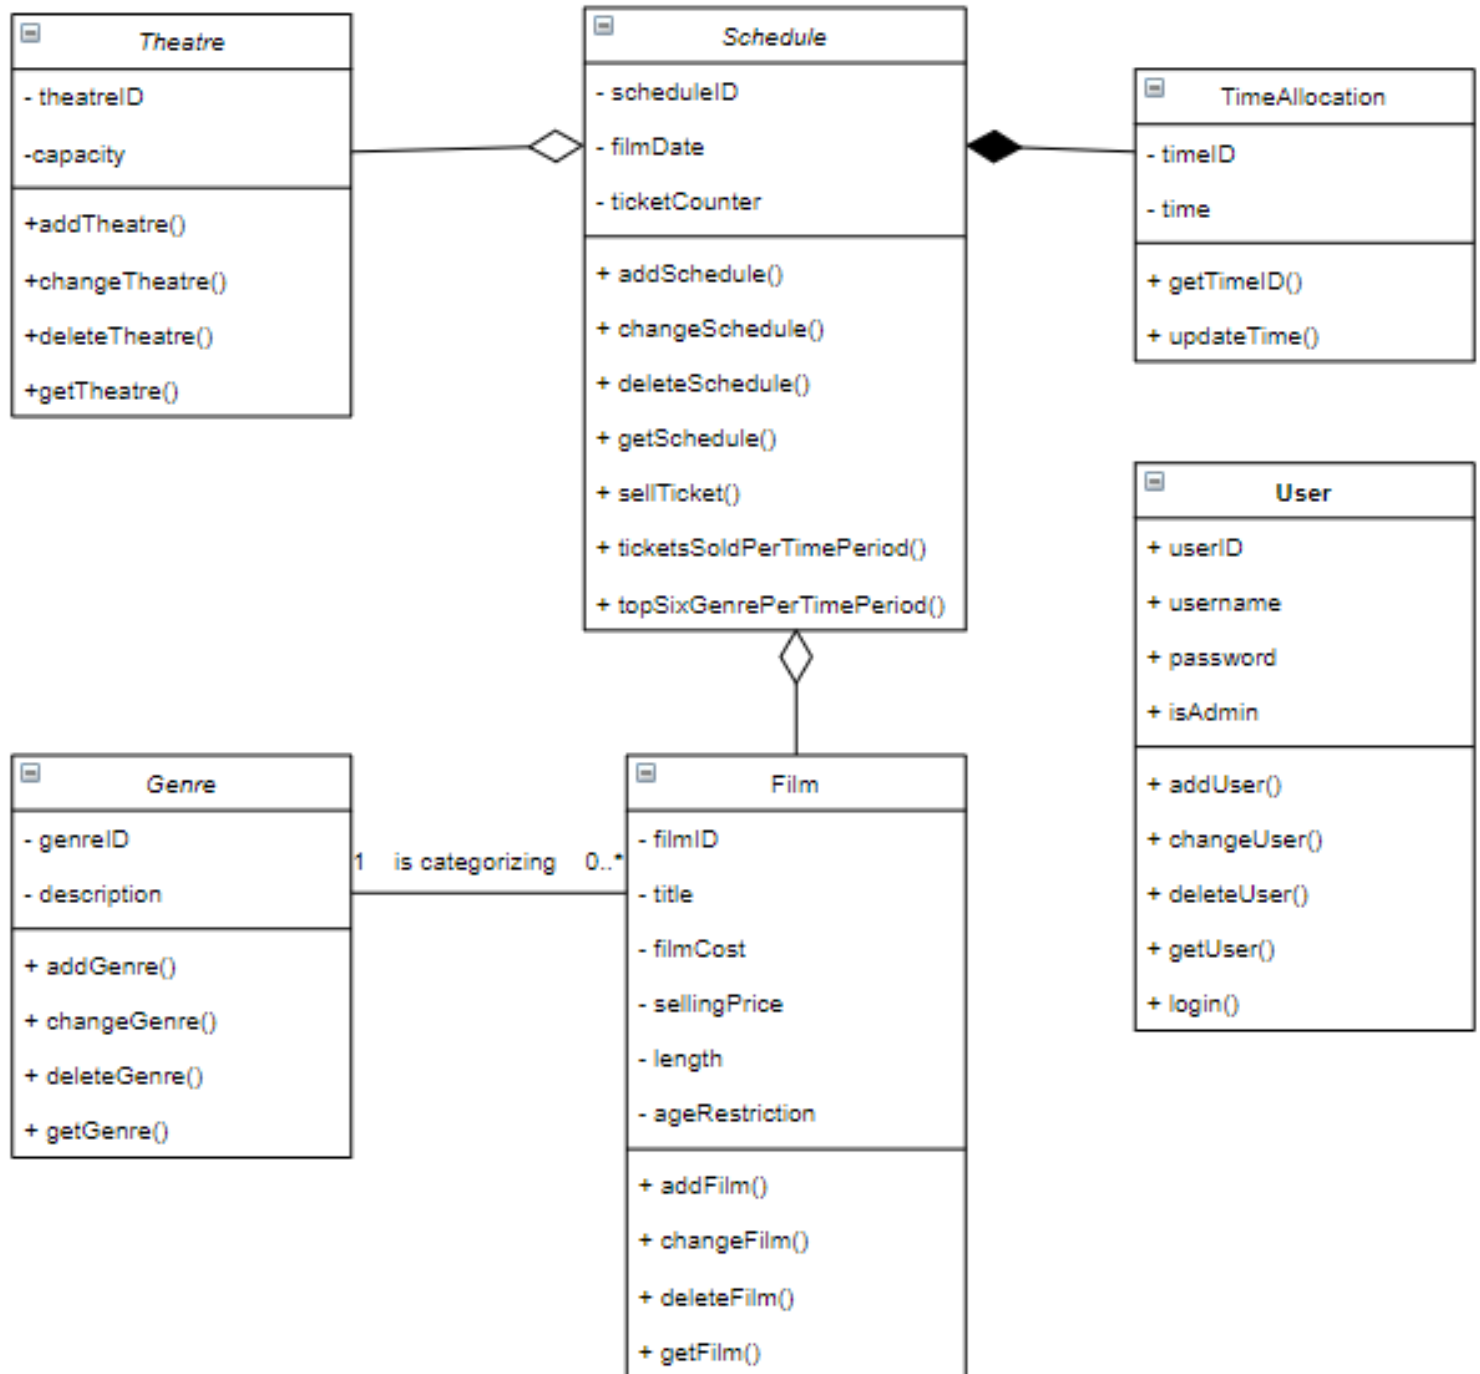 Theatre
- theatreID
-capacity
+addTheatre()
+changeTheatre()
+deleteTheatre()
+getTheatre()
Schedule
- scheduleID
- filmDate
- ticketCounter
+ addSchedule()
+ changeSchedule()
+ deleteSchedule()
+ getSchedule()
+ sellTicket()
+ ticketsSoldPerTimePeriod()
+ topSixGenrePerTimePeriod()
TimeAllocation
- timeID
- time
+ getTimeID()
+ updateTime()
User
+ userID
+ username
+ password
+ isAdmin
+ addUser()
+ changeUser()
+ deleteUser()
+ getUser()
+ login()
Genre
- genreID
- description
+ addGenre()
+ changeGenre()
+ deleteGenre()
+ getGenre()
1 is categorizing 0..*
Film
- filmID
- title
- filmCost
- sellingPrice
- length
- ageRestriction
+ addFilm()
+ changeFilm()
+ deleteFilm()
+ getFilm()